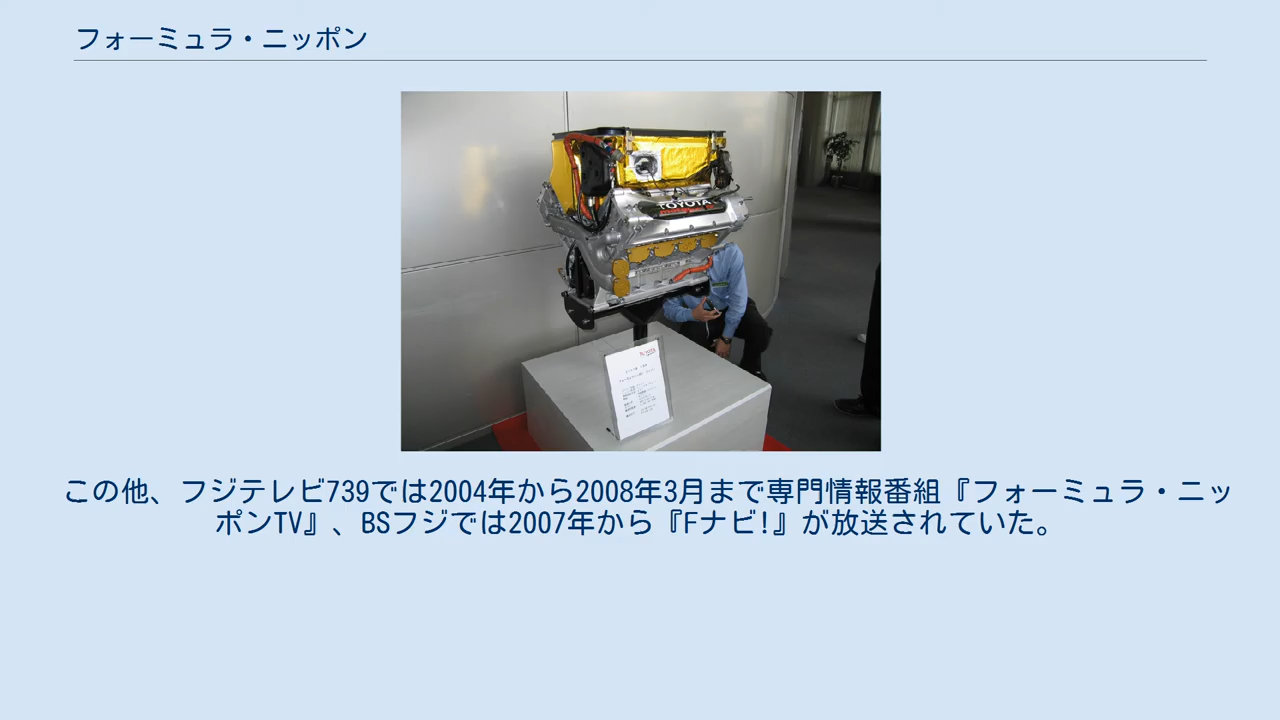 フォーミュラ・ニッポン
TOYOTA
TOYOTA
この他、フジテレビ739では2004年から2008年3月まで専門情報番組『フォーミュラ・ニッ
ポンTV』、BSフジでは2007年から『Fナビ!』が放送されていた。